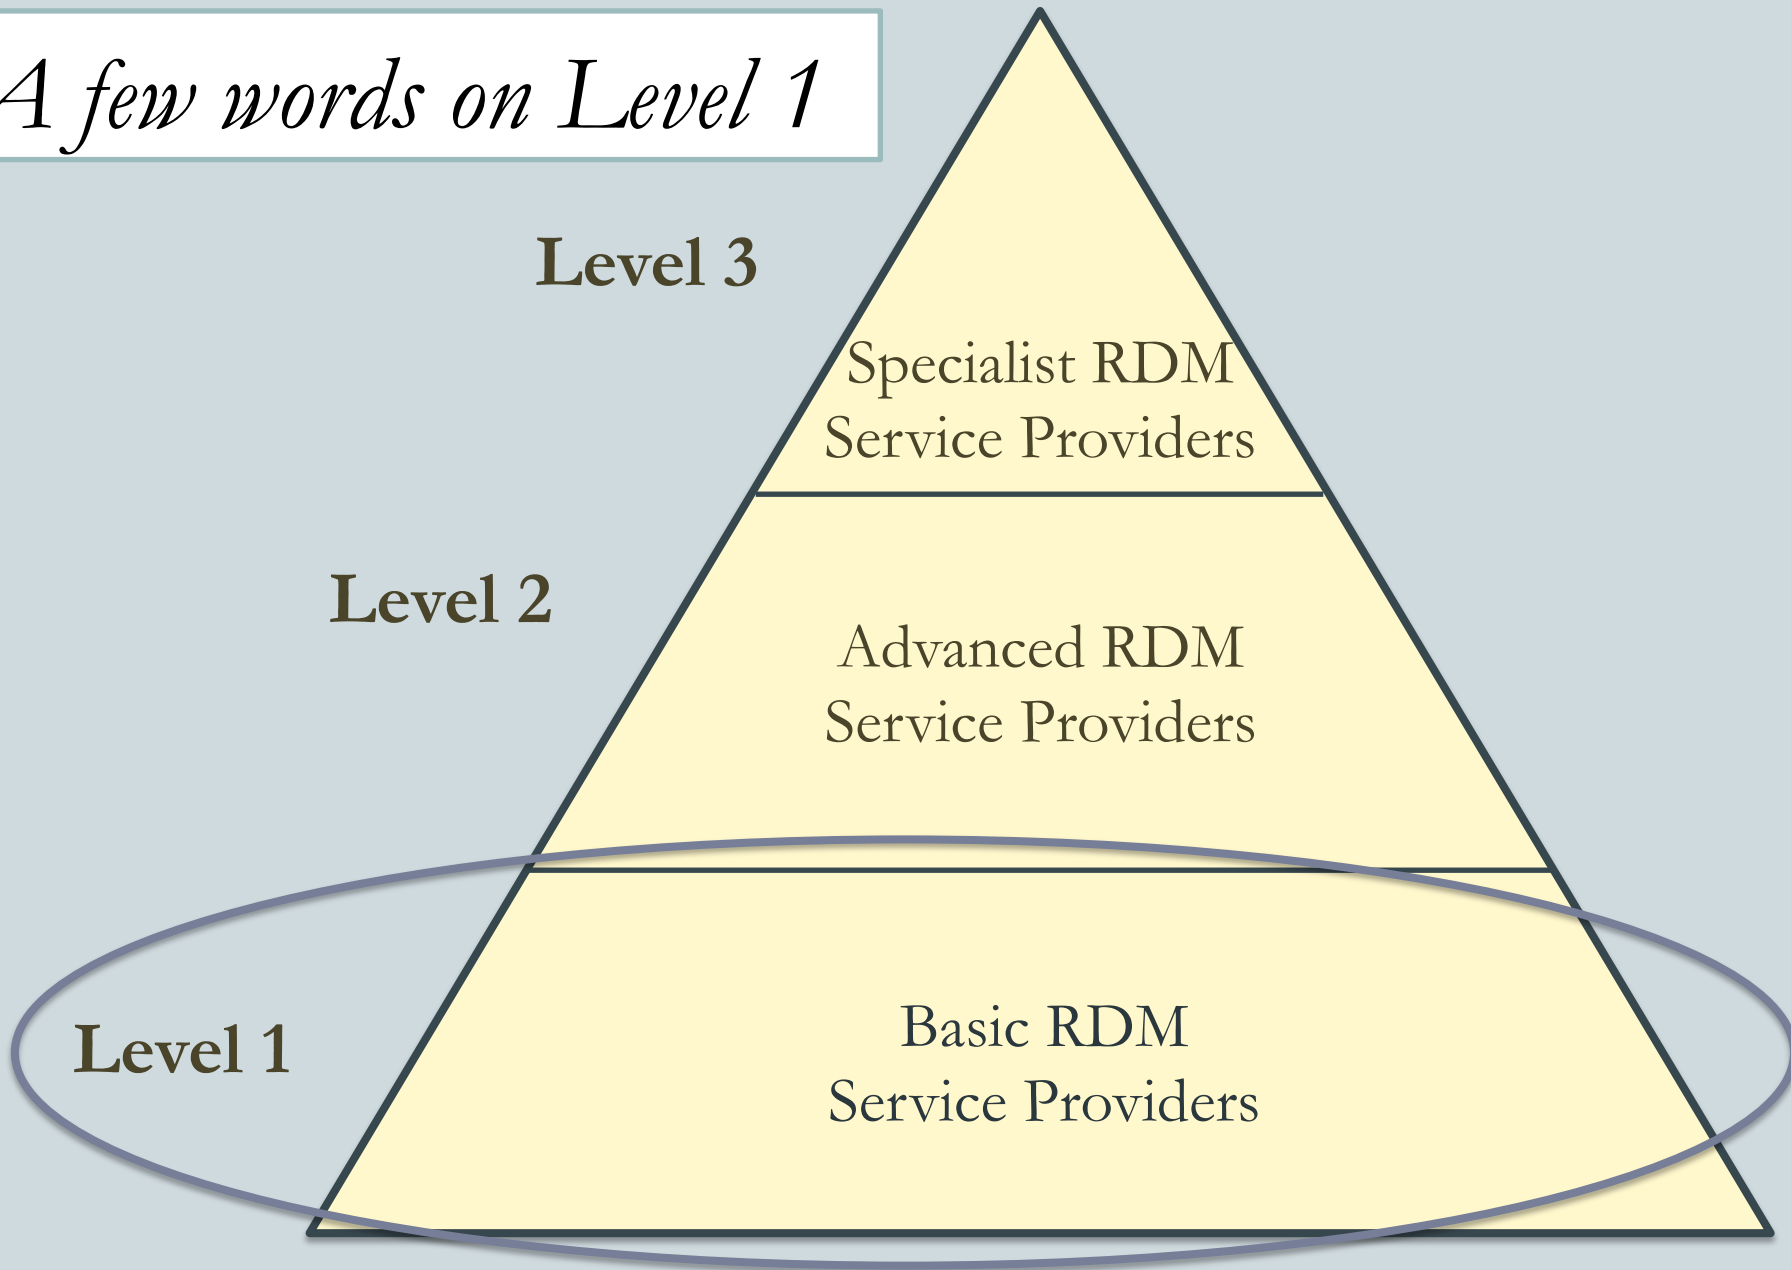 A few words on Level 1
Level 3
Specialist RDM
Service Providers
Level 2
Advanced RDM
Service Providers
Level 1
Basic RDM
Service Providers